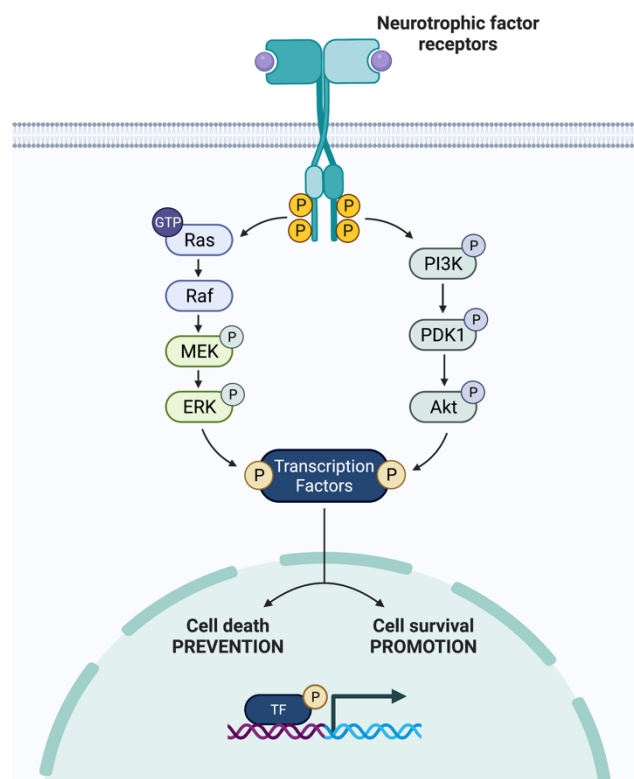 Neurotrophic factor
receptors
P
P
P
P
GTP
Ras
Raf
MEK
P
ERK
P
PI3K
P
PDK1
P
Akt
P
P
Transcription
Factors
P
Cell death
PREVENTION
Cell survival
PROMOTION
TF
P